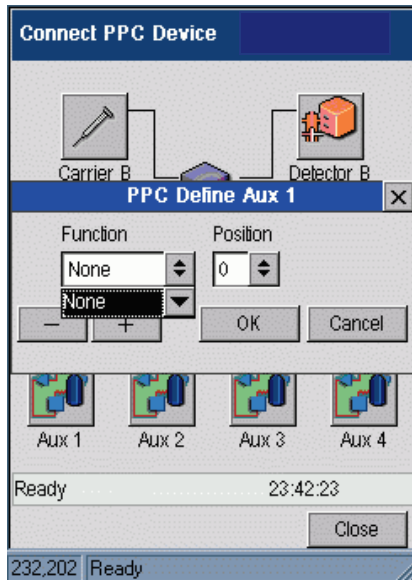 Connect PPC Device
Carrier B Detector B
PPC Define Aux 1
Function Position
None 0
None
− + OK Cancel
Aux 1 Aux 2 Aux 3 Aux 4
Ready 23:42:23
Close
232,202 Ready